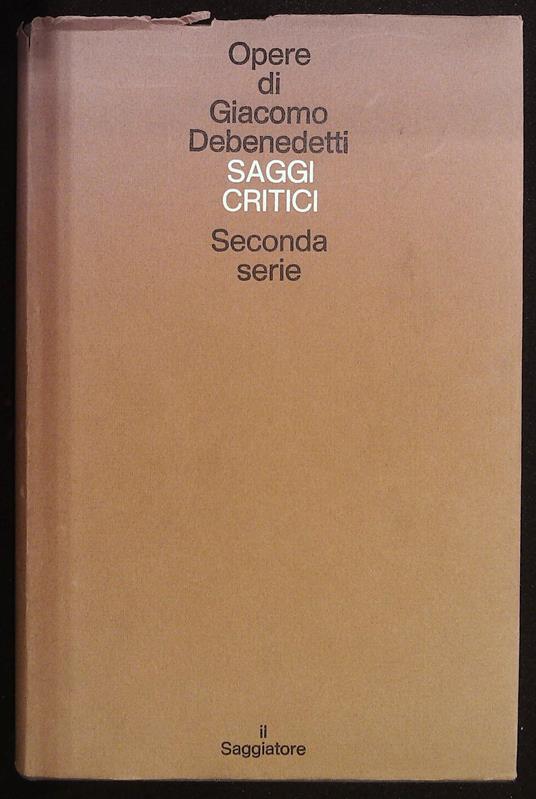 Opere
di
Giacomo
Debenedetti
SAGGI
CRITICI
Seconda
serie
il
Saggiatore